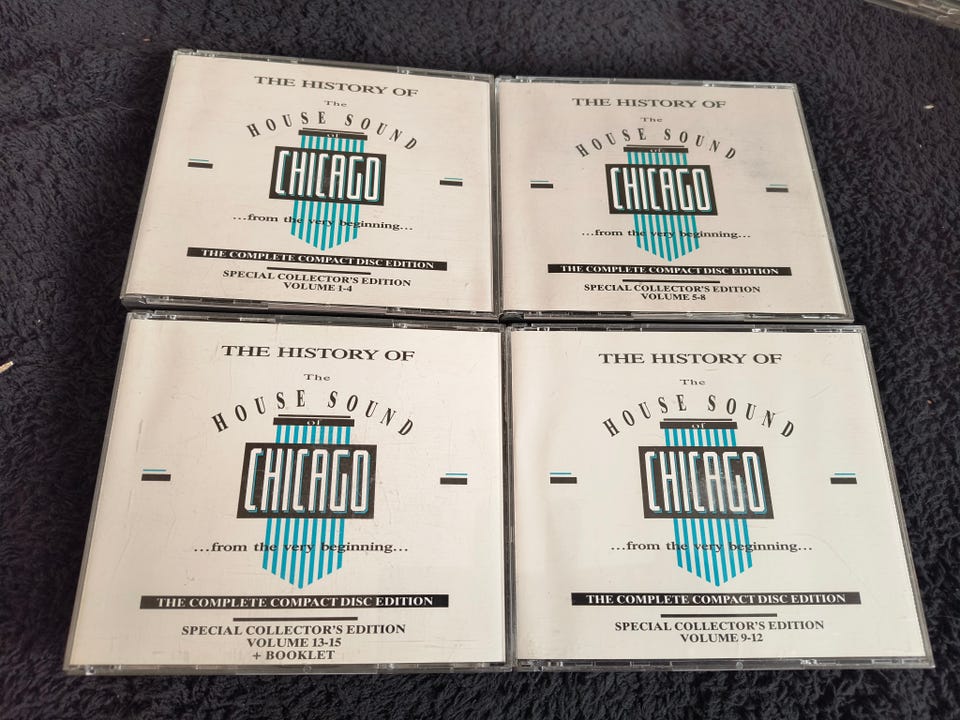 THE HISTORY OF
The
HOUSE SOUND
of
CHICAGO
...from the very beginning...
THE COMPLETE COMPACT DISC EDITION
SPECIAL COLLECTOR'S EDITION
VOLUME 1-4
THE HISTORY OF
The
HOUSE SOUND
of
CHICAGO
...from the very beginning...
THE COMPLETE COMPACT DISC EDITION
SPECIAL COLLECTOR'S EDITION
VOLUME 5-8
THE HISTORY OF
The
HOUSE SOUND
of
CHICAGO
...from the very beginning...
THE COMPLETE COMPACT DISC EDITION
SPECIAL COLLECTOR'S EDITION
VOLUME 13-15
+ BOOKLET
THE HISTORY OF
The
HOUSE SOUND
of
CHICAGO
...from the very beginning...
THE COMPLETE COMPACT DISC EDITION
SPECIAL COLLECTOR'S EDITION
VOLUME 9-12